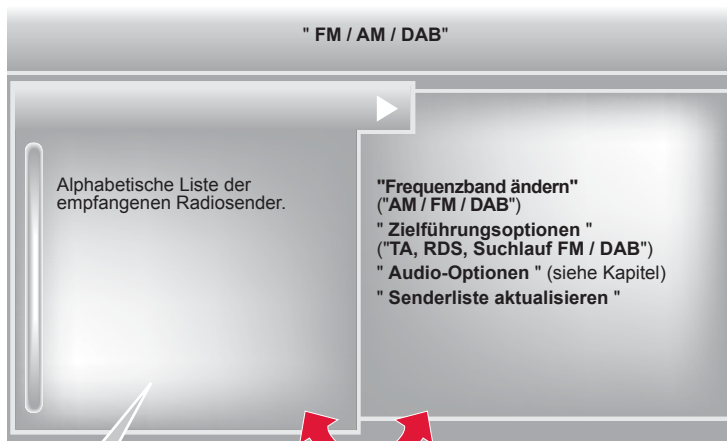 " FM / AM / DAB"
Alphabetische Liste der
empfangenen Radiosender.
"Frequenzband ändern"
("AM / FM / DAB")
" Zielführungsoptionen "
("TA, RDS, Suchlauf FM / DAB")
" Audio-Optionen " (siehe Kapitel)
" Senderliste aktualisieren "